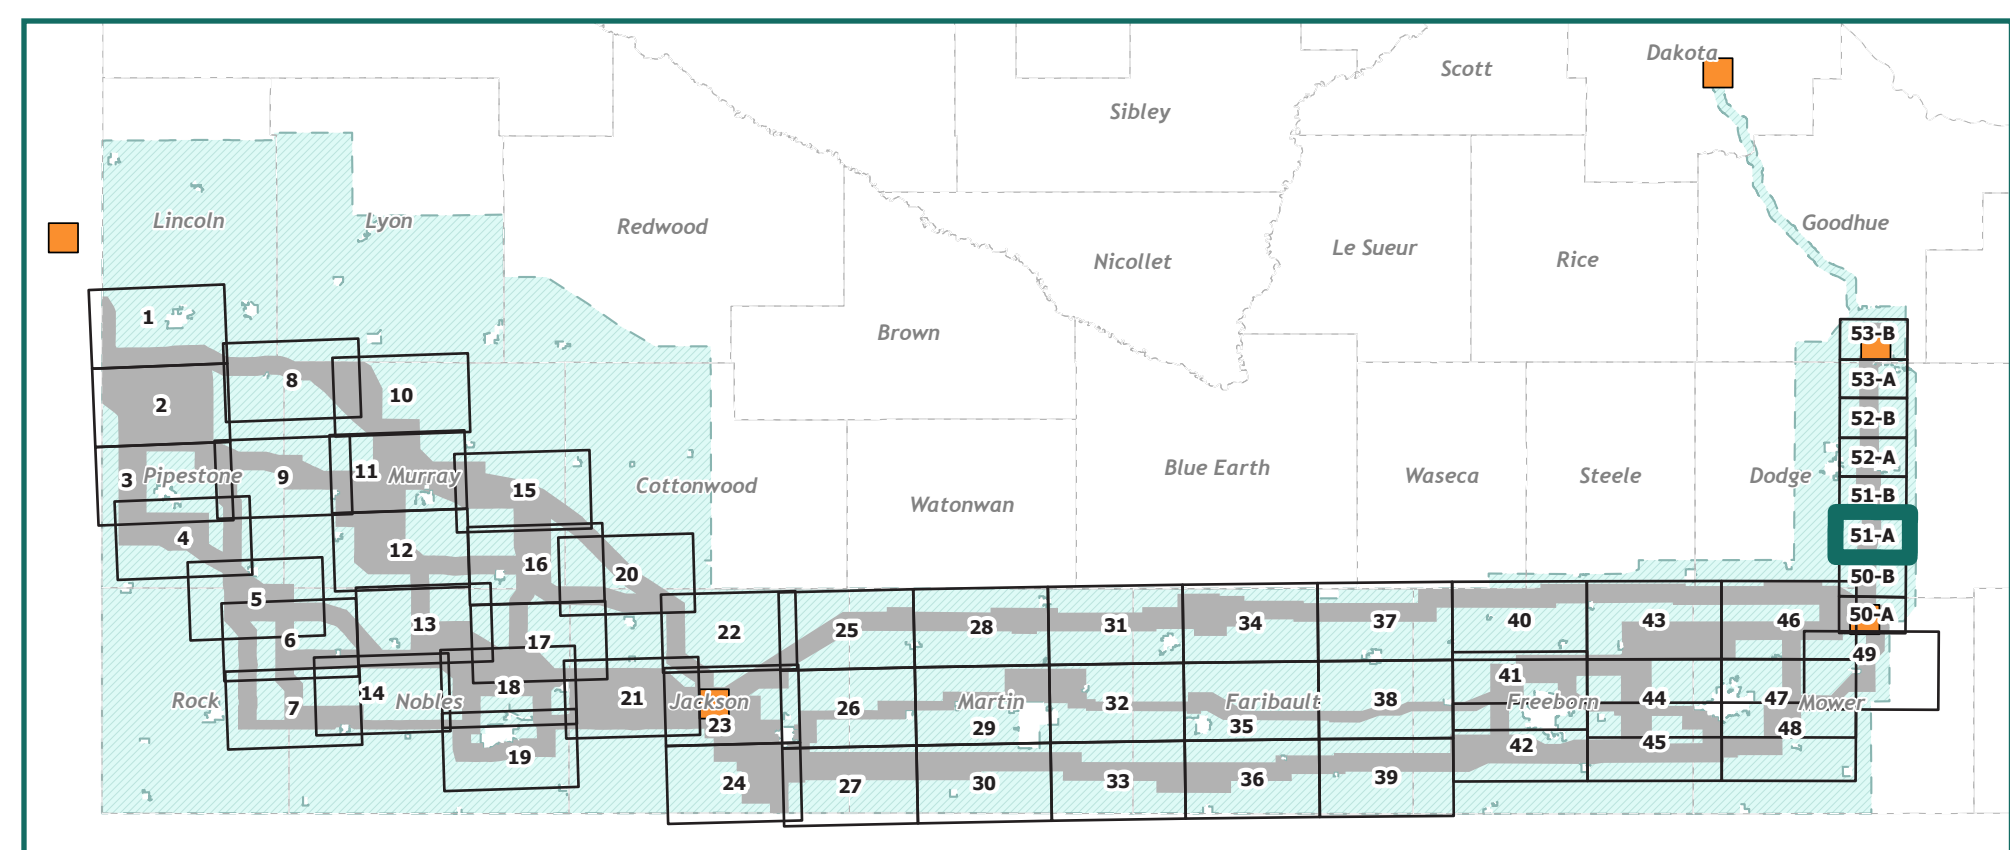 Dakota
Scott
Sibley
Lincoln
Lyon
Redwood
Goodhue
Le Sueur
Rice
Nicollet
1
Brown
53-B
8
10
53-A
2
52-B
52-A
Blue Earth
3
Pipestone
9
11
Murray
15
Cottonwood
Watonwan
Waseca
Steele
Dodge
51-B
4
12
16
20
51-A
50-B
5
6
13
17
22
25
28
31
34
37
40
43
46
50-A
49
Rock
7
14
Nobles
18
21
Jackson
23
26
Martin
29
32
Faribault
35
38
41
Freeborn
44
47
Mower
48
19
24
27
30
33
36
39
42
45